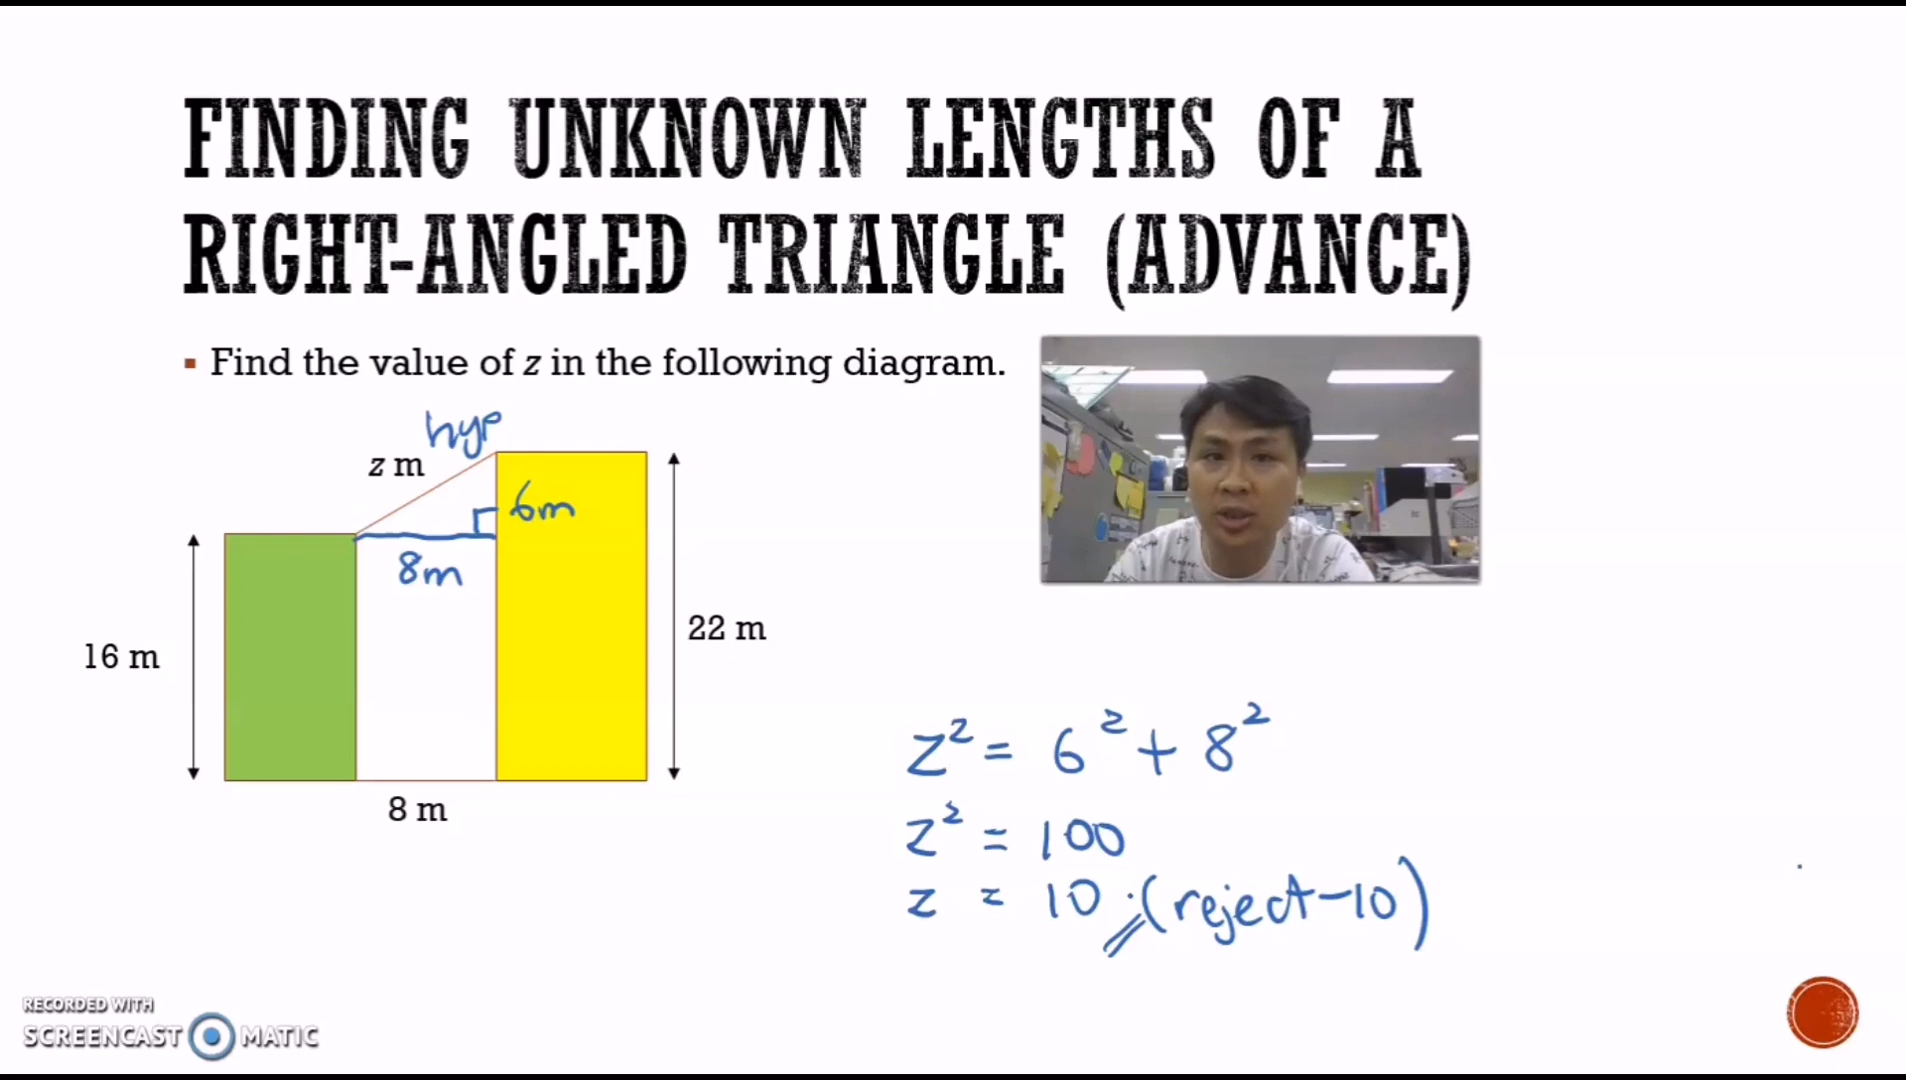 FINDING UNKNOWN LENGTHS OF A
RIGHT-ANGLED TRIANGLE (ADVANCE)
▪ Find the value of z in the following diagram.
hyp
z m
6m
8m
16 m
22 m
8 m
z² = 6² + 8²
z² = 100
z = 10 (reject -10)
RECORDED WITH
SCREENCAST MATIC